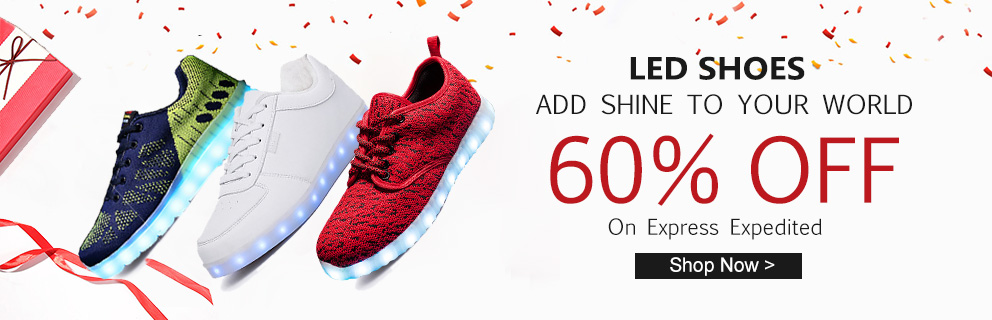 LED SHOES
ADD SHINE TO YOUR WORLD
60% OFF
On Express Expedited
Shop Now >